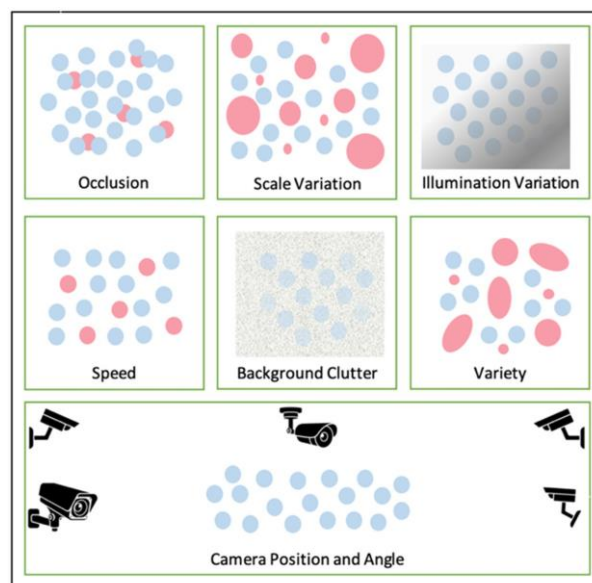 Occlusion
Scale Variation
Illumination Variation
Speed
Background Clutter
Variety
Camera Position and Angle